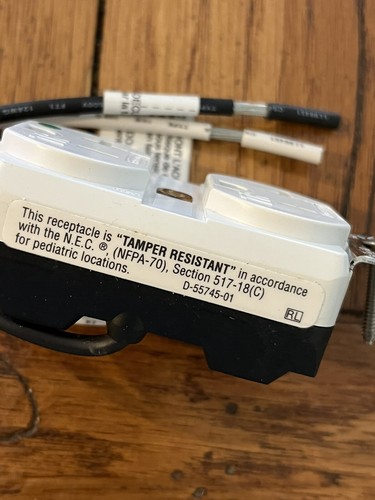 This receptacle is "TAMPER RESISTANT" in accordance
with the N.E.C. ®, (NFPA-70), Section 517-18(C)
for pediatric locations.
D-55745-01
RL